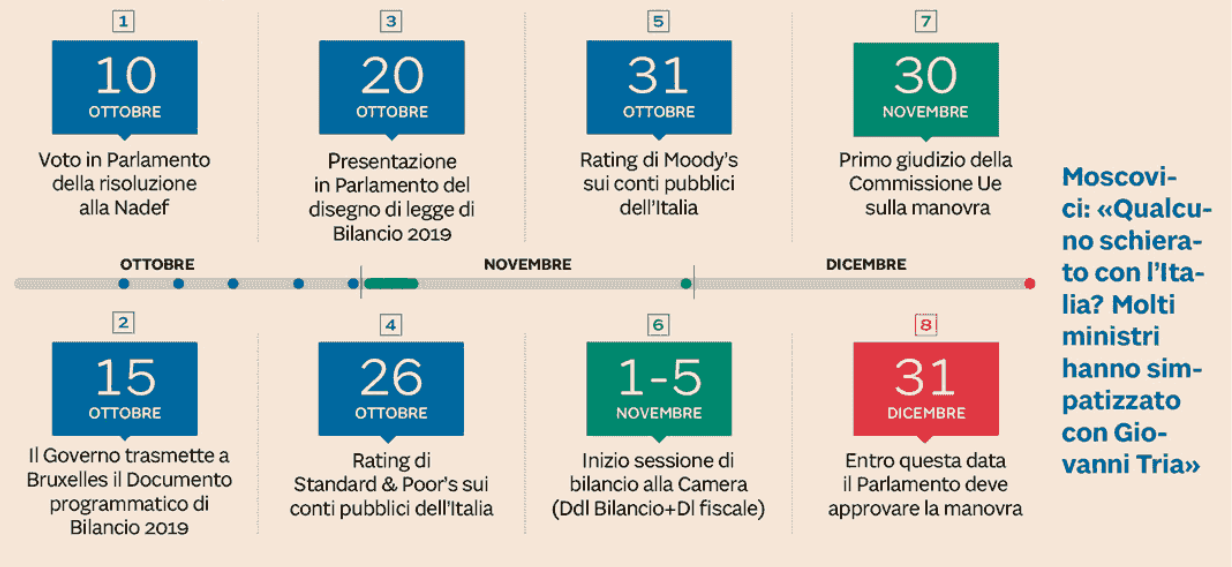 1
10
OTTOBRE
Voto in Parlamento
della risoluzione
alla Nadef
3
20
OTTOBRE
Presentazione
in Parlamento del
disegno di legge di
Bilancio 2019
5
31
OTTOBRE
Rating di Moody's
sui conti pubblici
dell'Italia
7
30
NOVEMBRE
Primo giudizio della
Commissione Ue
sulla manovra
OTTOBRE
NOVEMBRE
DICEMBRE
2
15
OTTOBRE
Il Governo trasmette a
Bruxelles il Documento
programmatico di
Bilancio 2019
4
26
OTTOBRE
Rating di
Standard & Poor's sui
conti pubblici dell'Italia
6
1-5
NOVEMBRE
Inizio sessione di
bilancio alla Camera
(Ddl Bilancio+Dl fiscale)
8
31
DICEMBRE
Entro questa data
il Parlamento deve
approvare la manovra
Moscovi-
ci: «Qualcu-
no schiera-
to con l'Ita-
lia? Molti
ministri
hanno sim-
patizzato
con Gio-
vanni Tria»